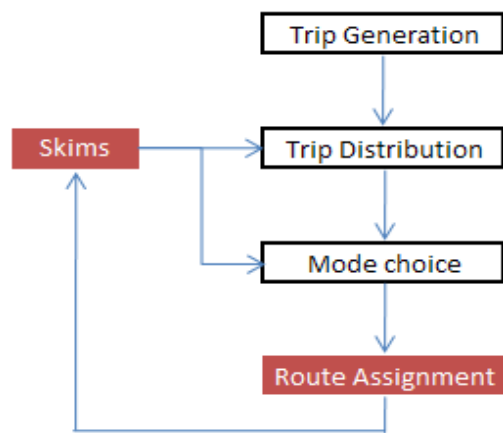 Trip Generation
Skims
Trip Distribution
Mode choice
Route Assignment